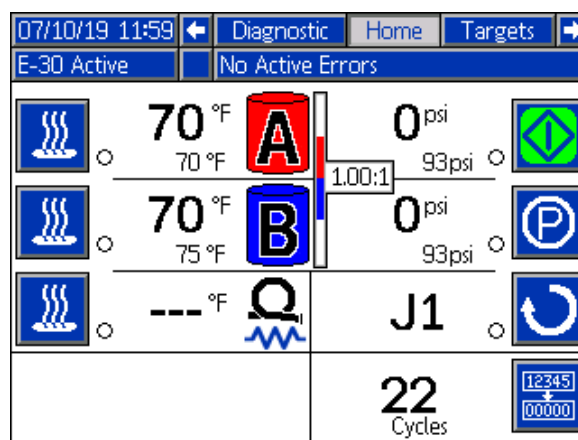 07/10/19 11:59 Diagnostic Home Targets
E-30 Active No Active Errors
70 °F A 0 psi
70 °F 93psi
1.00:1
70 °F B 0 psi
75 °F 93psi
P
--- °F J1
22
Cycles
12345
00000